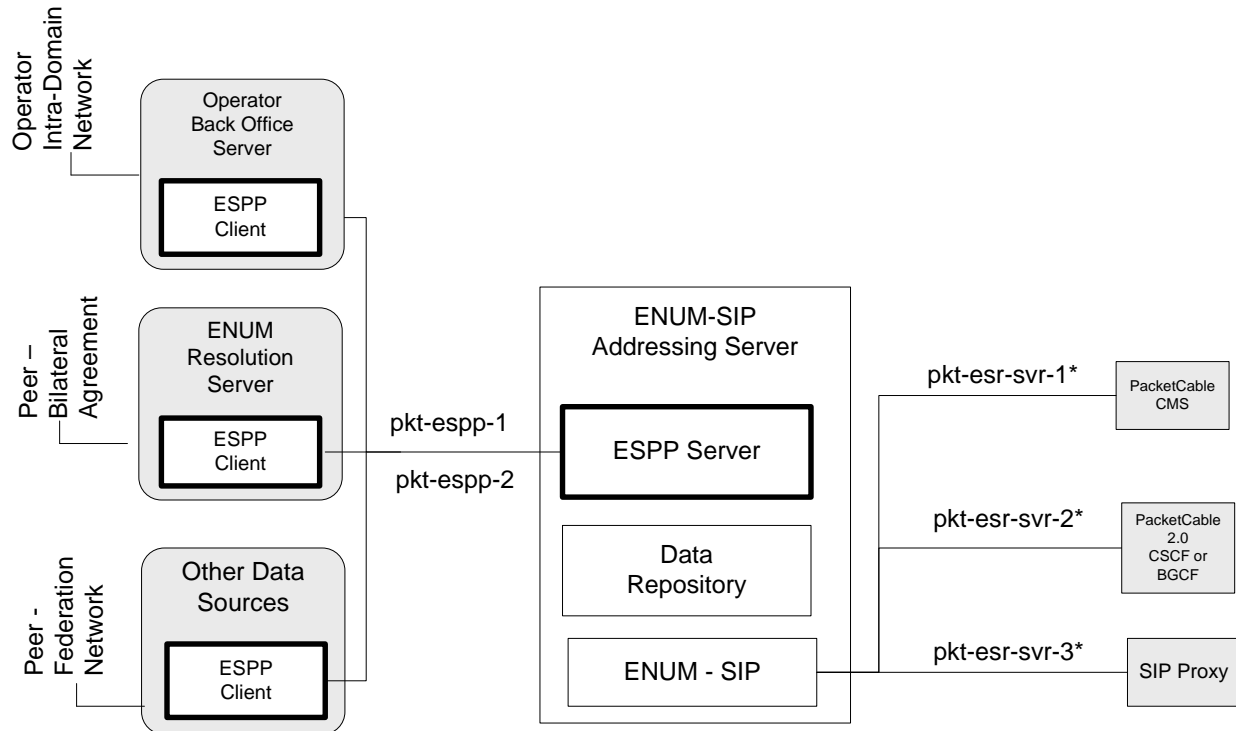 Operator
Intra-Domain
Network
Operator
Back Office
Server
ESPP
Client
Peer –
Bilateral
Agreement
ENUM
Resolution
Server
ESPP
Client
Peer -
Federation
Network
Other Data
Sources
ESPP
Client
pkt-espp-1
pkt-espp-2
ENUM-SIP
Addressing Server
ESPP Server
Data
Repository
ENUM - SIP
pkt-esr-svr-1*
PacketCable
CMS
pkt-esr-svr-2*
PacketCable
2.0
CSCF or
BGCF
pkt-esr-svr-3*
SIP Proxy